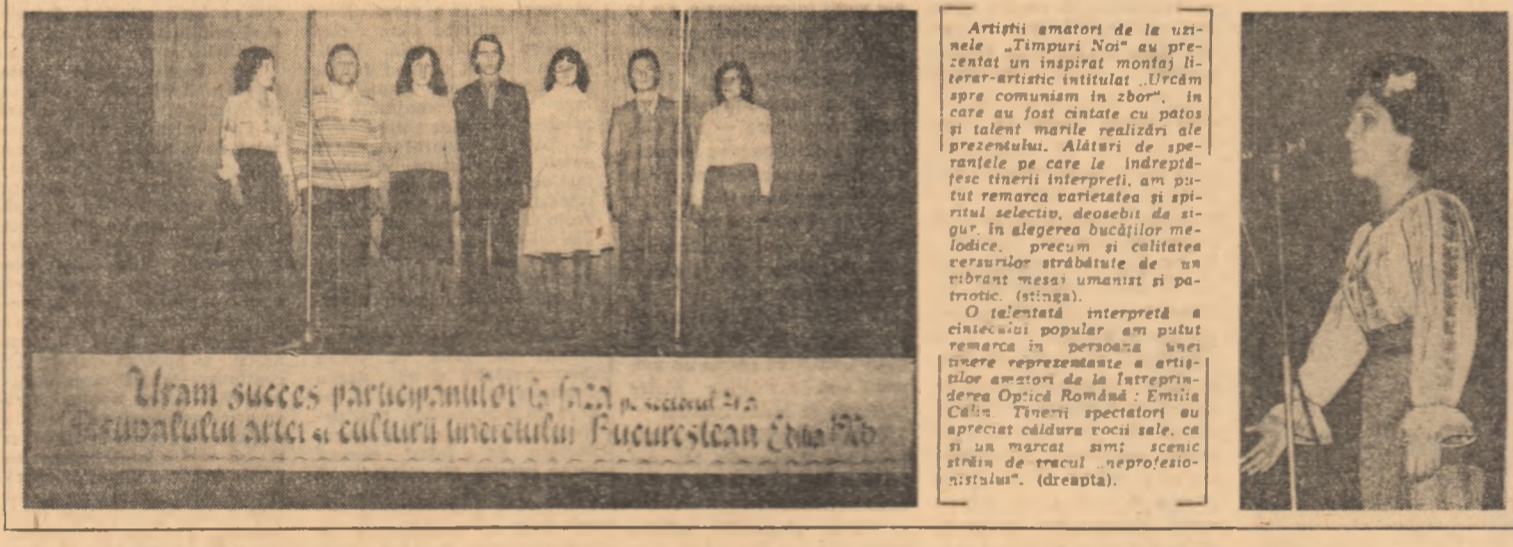 Urăm succes participanților la faza pe sectorul 4 a
Festivalului artei și culturii tineretului Bucureștean Ediția
Artiștii amatori de la uzi-
nele „Timpuri Noi“ au pre-
zentat un inspirat montaj li-
terar-artistic intitulat „Urcăm
spre comunism în zbor“, în
care au fost cîntate cu patos
și talent marile realizări ale
prezentului. Alături de spe-
ranțele pe care le îndreptă-
țesc tinerii interpreți, am pu-
tut remarca varietatea și spi-
ritul selectiv, deosebit de si-
gur, în alegerea bucăților me-
lodice, precum și calitatea
versurilor străbătute de un
vibrant mesaj umanist și pa-
triotic. (stînga).
O talentată interpretă a
cîntecului popular am putut
remarca în persoana unei
tinere reprezentante a artiș-
tilor amatori de la Întreprin-
derea Optică Română : Emilia
Călin. Tinerii spectatori au
apreciat căldura vocii sale, ca
și un marcat simț scenic
străin de tracul „neprofesio-
nistului“. (dreapta).